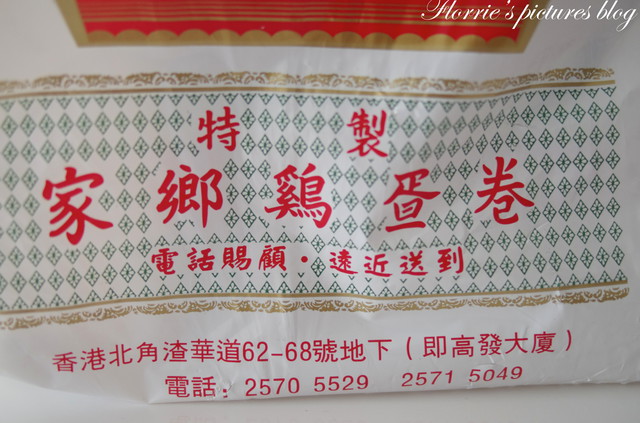 Florrie's pictures blog
特製
家鄉鷄疍卷
電話賜顧·遠近送到
香港北角渣華道62-68號地下（即高發大廈）
電話：2570 5529 2571 5049